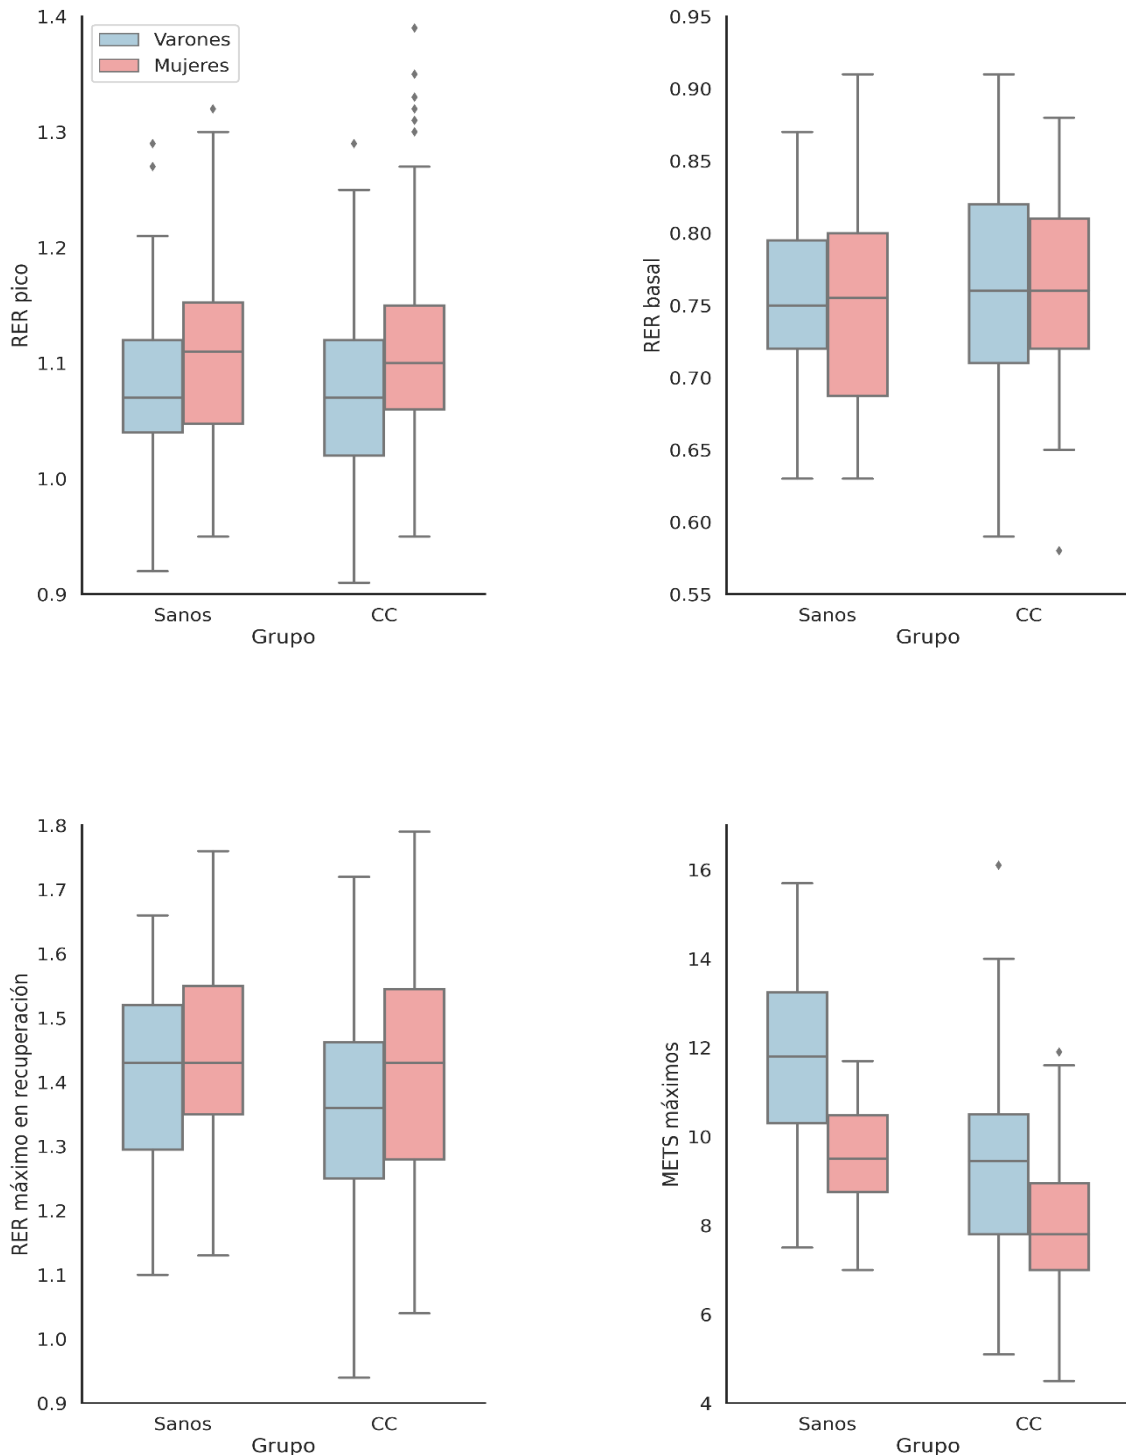 1.4
1.3
1.2
1.1
1.0
0.9
RER pico
Varones
Mujeres
Sanos
CC
Grupo
0.95
0.90
0.85
0.80
0.75
0.70
0.65
0.60
0.55
RER basal
Sanos
CC
Grupo
1.8
1.7
1.6
1.5
1.4
1.3
1.2
1.1
1.0
0.9
RER máximo en recuperación
Sanos
CC
Grupo
16
14
12
10
8
6
4
METS máximos
Sanos
CC
Grupo